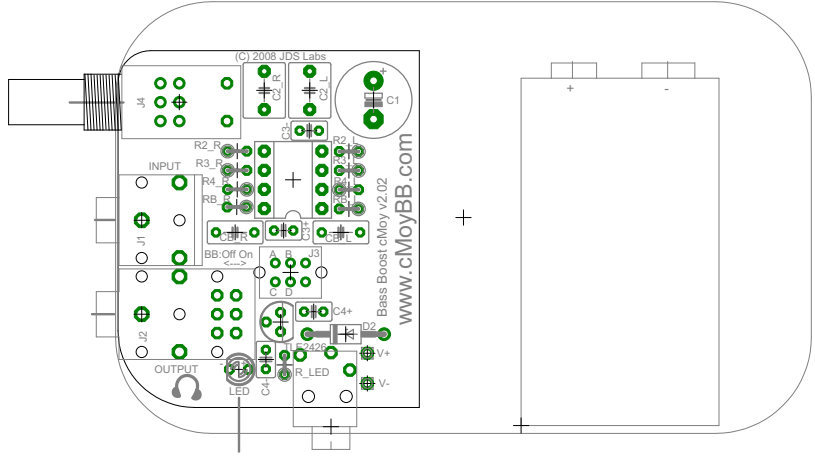 (C) 2008 JDS Labs
J4
C2_R
C2_L
+
C1
C3-
R2_R
R2_L
INPUT
R3_R
R3_L
R4_R
R4_L
RB_R
RB_L
J1
CB_R
C3+
CB_L
BB:Off On
<--->
A B
J3
C D
Bass Boost cMoy v2.02
www.cMoyBB.com
+ -
J2
C4+
D2
TLE2426
V+
OUTPUT
- +
R_LED
V-
LED
C4-